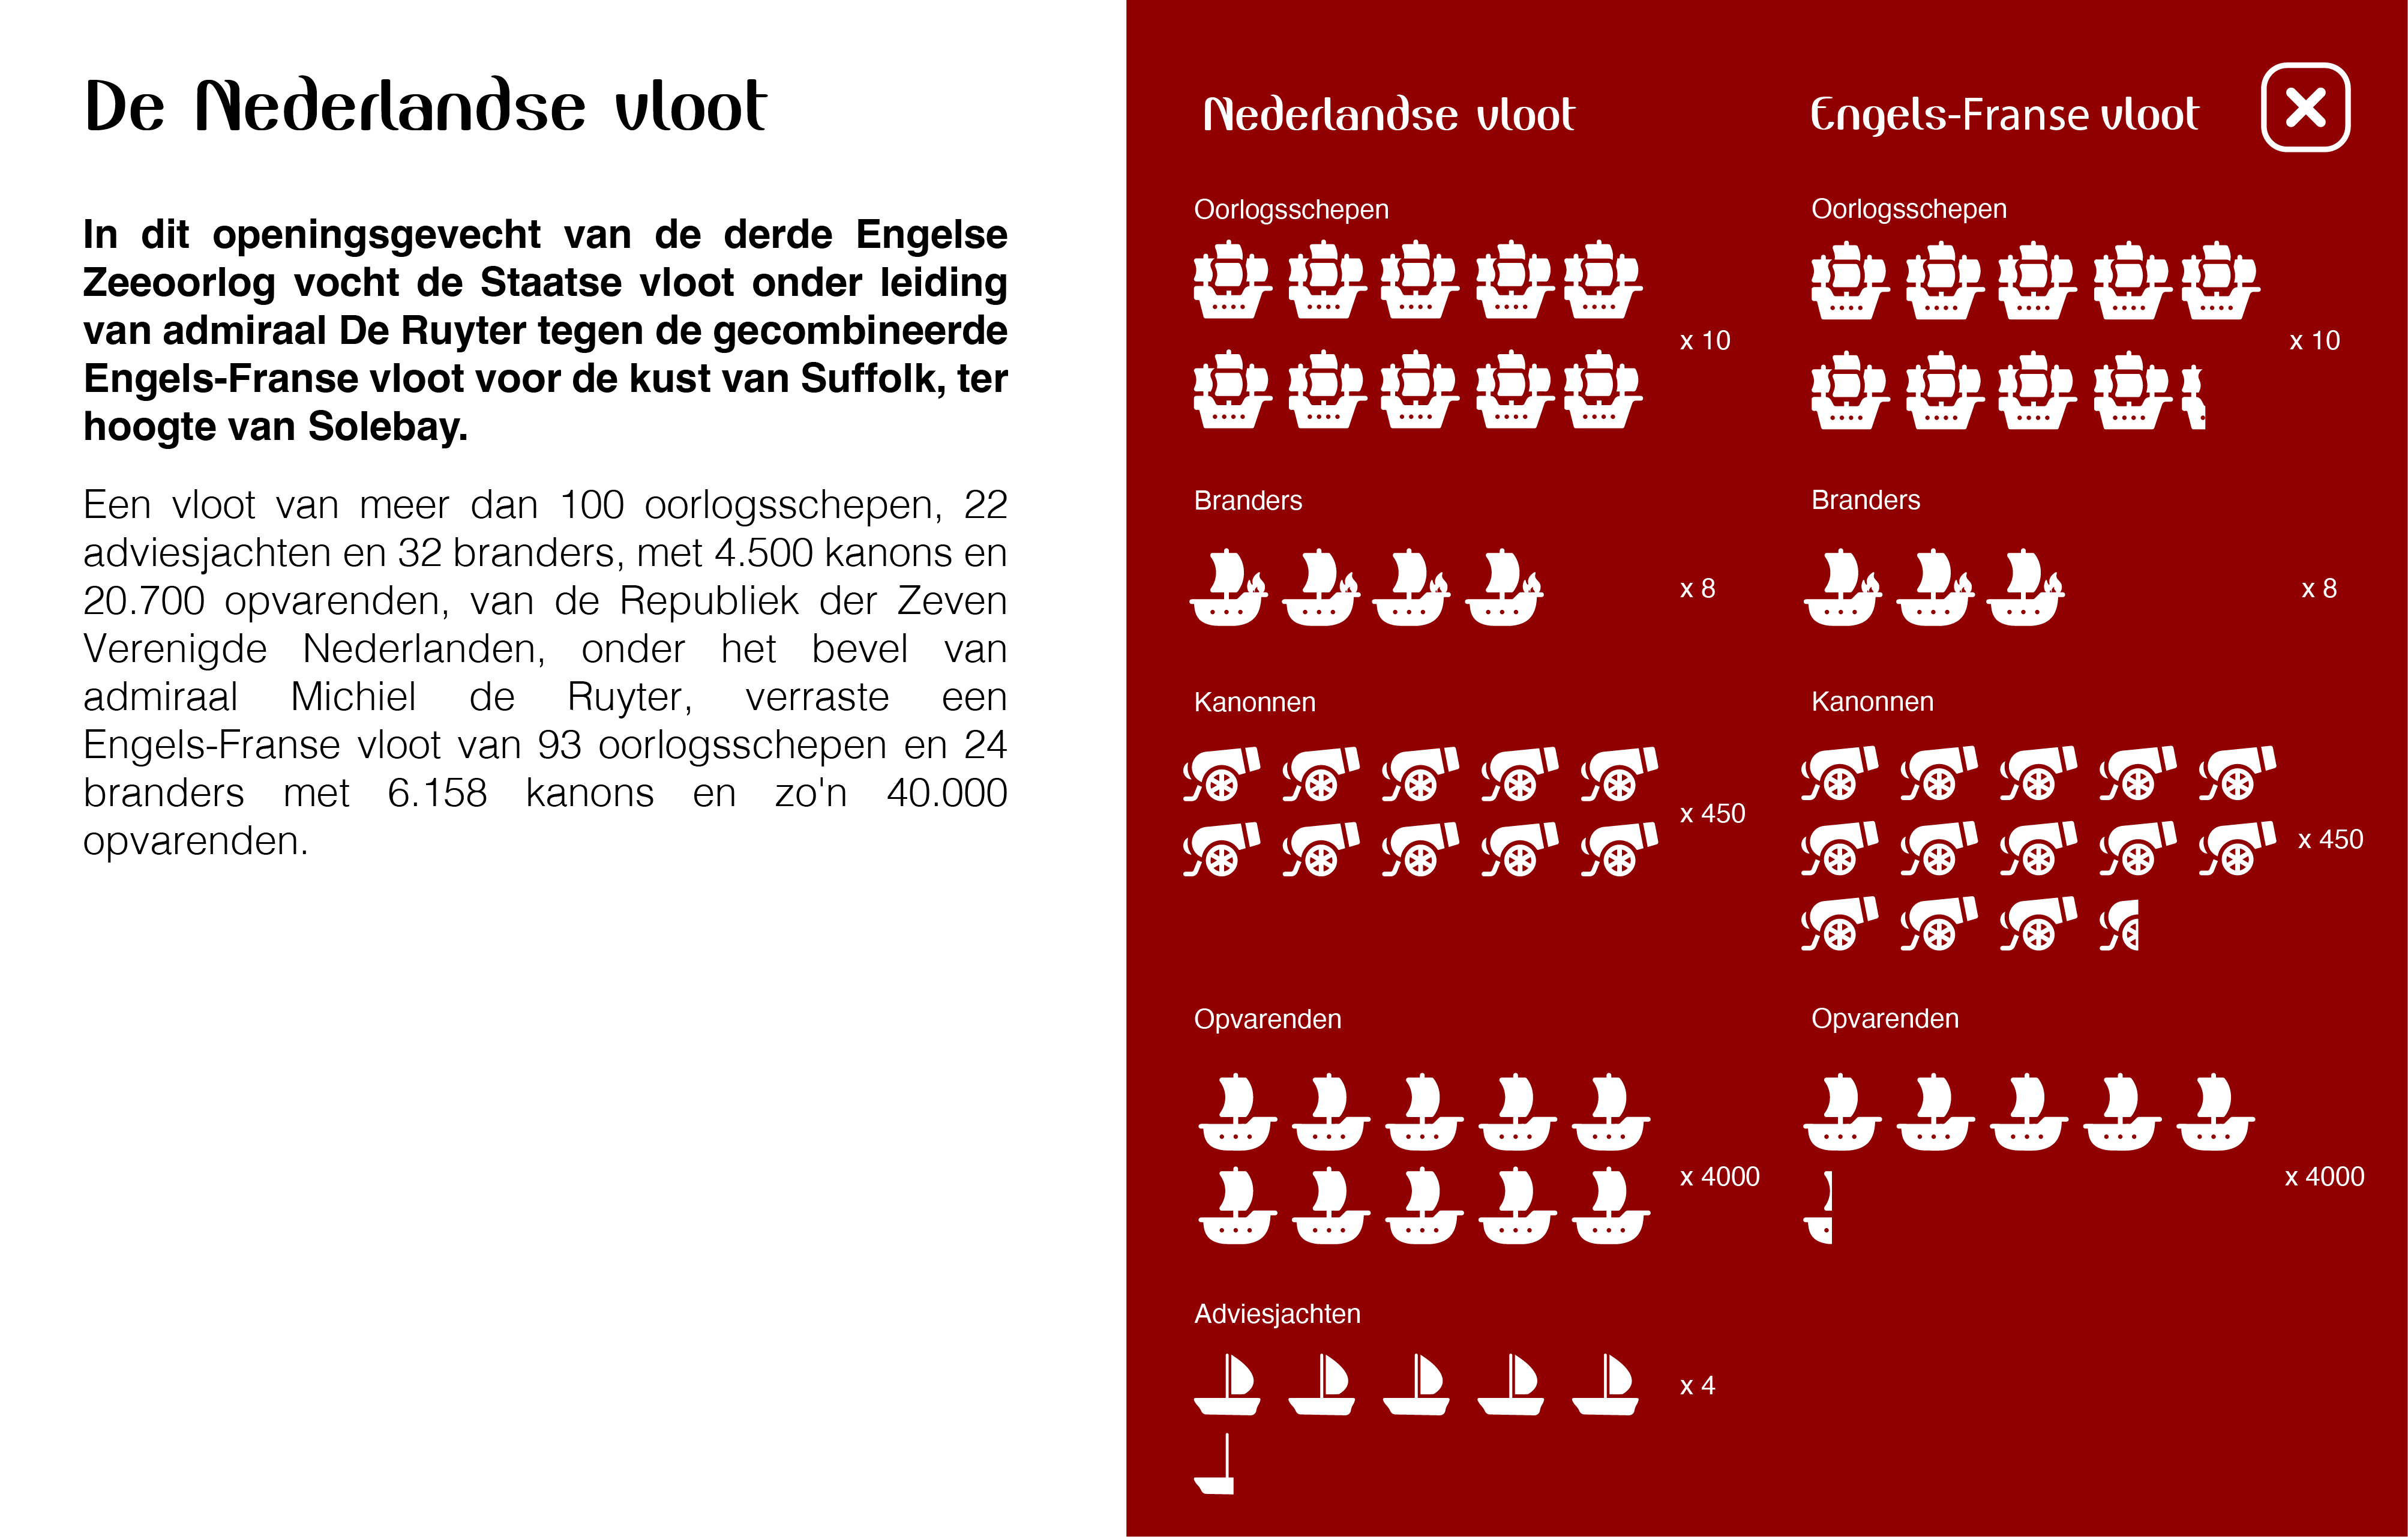 De Nederlandse vloot
In dit openingsgevecht van de derde Engelse
Zeeoorlog vocht de Staatse vloot onder leiding
van admiraal De Ruyter tegen de gecombineerde
Engels-Franse vloot voor de kust van Suffolk, ter
hoogte van Solebay.
Een vloot van meer dan 100 oorlogsschepen, 22
adviesjachten en 32 branders, met 4.500 kanons en
20.700 opvarenden, van de Republiek der Zeven
Verenigde Nederlanden, onder het bevel van
admiraal Michiel de Ruyter, verraste een
Engels-Franse vloot van 93 oorlogsschepen en 24
branders met 6.158 kanons en zo'n 40.000
opvarenden.
Nederlandse vloot
Oorlogsschepen
x 10
Branders
x 8
Kanonnen
x 450
Opvarenden
x 4000
Adviesjachten
x 4
Engels-Franse vloot
Oorlogsschepen
x 10
Branders
x 8
Kanonnen
x 450
Opvarenden
x 4000